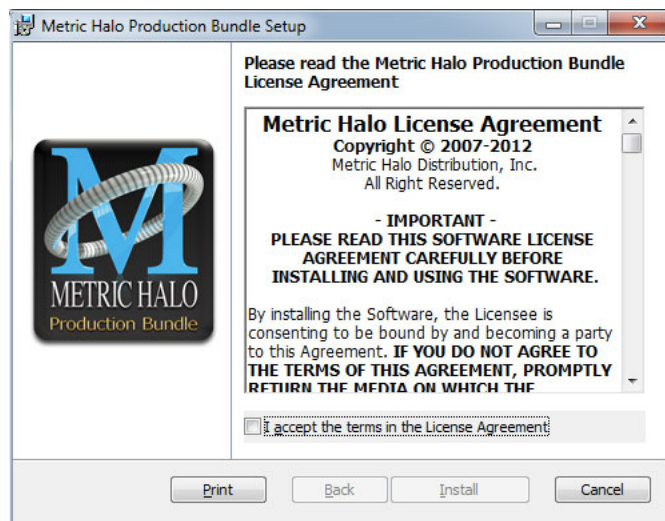 Metric Halo Production Bundle Setup
Please read the Metric Halo Production Bundle
License Agreement
M
METRIC HALO
Production Bundle
Metric Halo License Agreement
Copyright © 2007-2012
Metric Halo Distribution, Inc.
All Right Reserved.
- IMPORTANT -
PLEASE READ THIS SOFTWARE LICENSE
AGREEMENT CAREFULLY BEFORE
INSTALLING AND USING THE SOFTWARE.
By installing the Software, the Licensee is
consenting to be bound by and becoming a party
to this Agreement. IF YOU DO NOT AGREE TO
THE TERMS OF THIS AGREEMENT, PROMPTLY
RETURN THE MEDIA ON WHICH THE
I accept the terms in the License Agreement
Print
Back
Install
Cancel